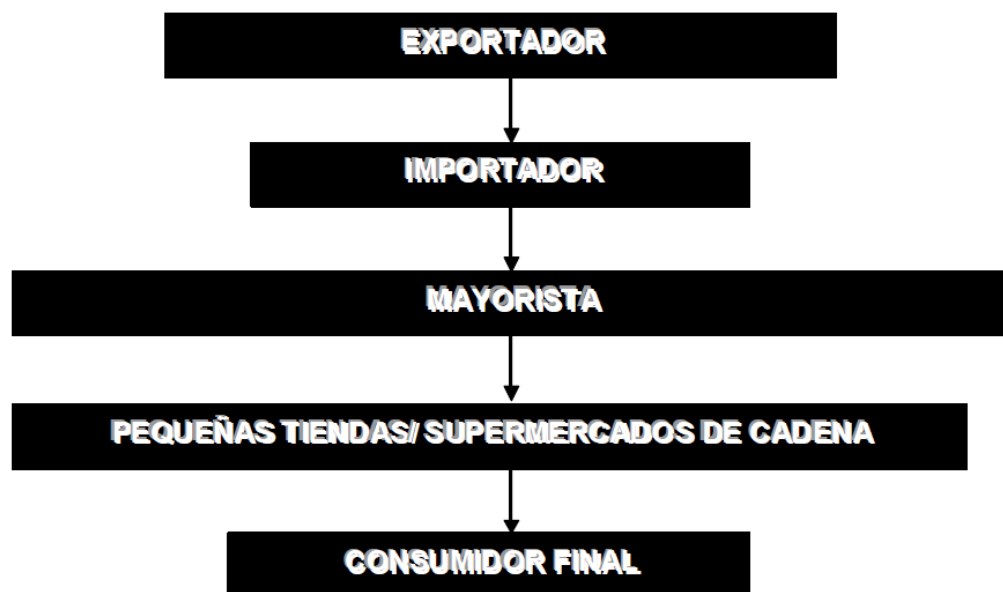 EXPORTADOR
IMPORTADOR
MAYORISTA
PEQUEÑAS TIENDAS/ SUPERMERCADOS DE CADENA
CONSUMIDOR FINAL